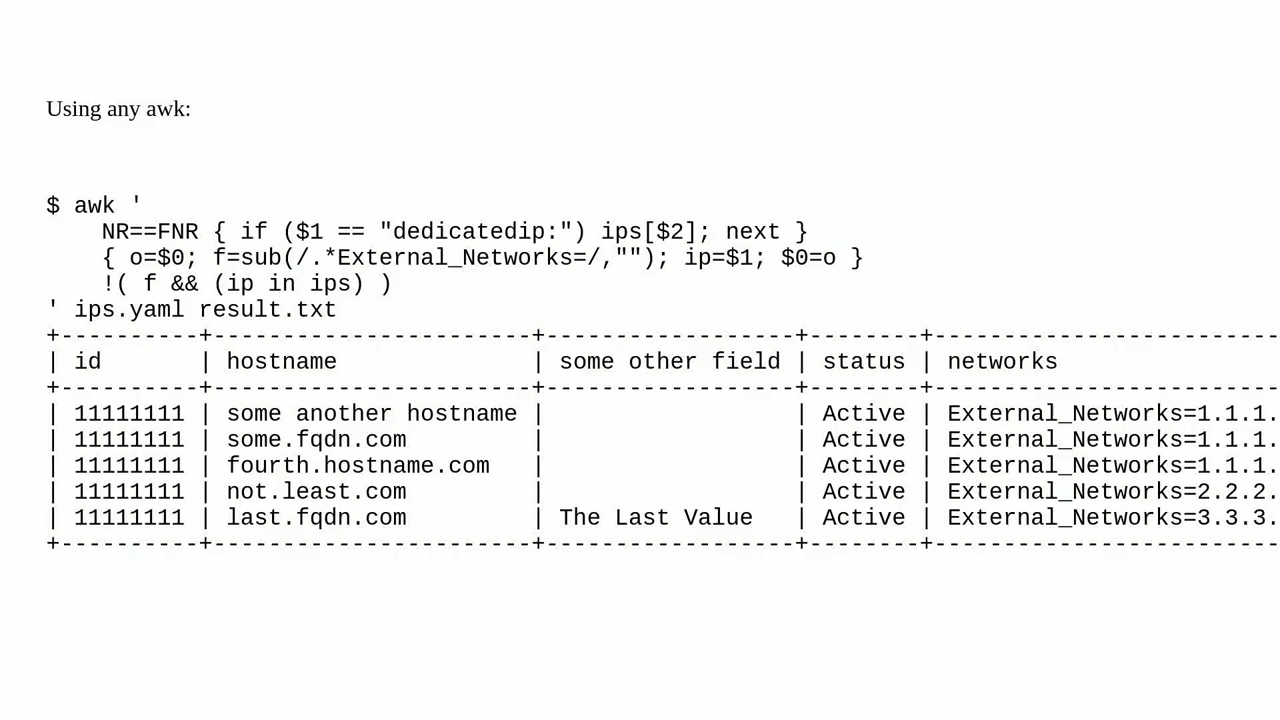 Using any awk:
$ awk '
    NR==FNR { if ($1 == "dedicatedip:") ips[$2]; next }
    { o=$0; f=sub(/.*External_Networks=/,""); ip=$1; $0=o }
    !( f && (ip in ips) )
' ips.yaml result.txt
+----------+-----------------------+------------------+--------+-------------------------
| id       | hostname              | some other field | status | networks
+----------+-----------------------+------------------+--------+-------------------------
| 11111111 | some another hostname |                  | Active | External_Networks=1.1.1.
| 11111111 | some.fqdn.com         |                  | Active | External_Networks=1.1.1.
| 11111111 | fourth.hostname.com   |                  | Active | External_Networks=1.1.1.
| 11111111 | not.least.com         |                  | Active | External_Networks=2.2.2.
| 11111111 | last.fqdn.com         | The Last Value   | Active | External_Networks=3.3.3.
+----------+-----------------------+------------------+--------+-------------------------